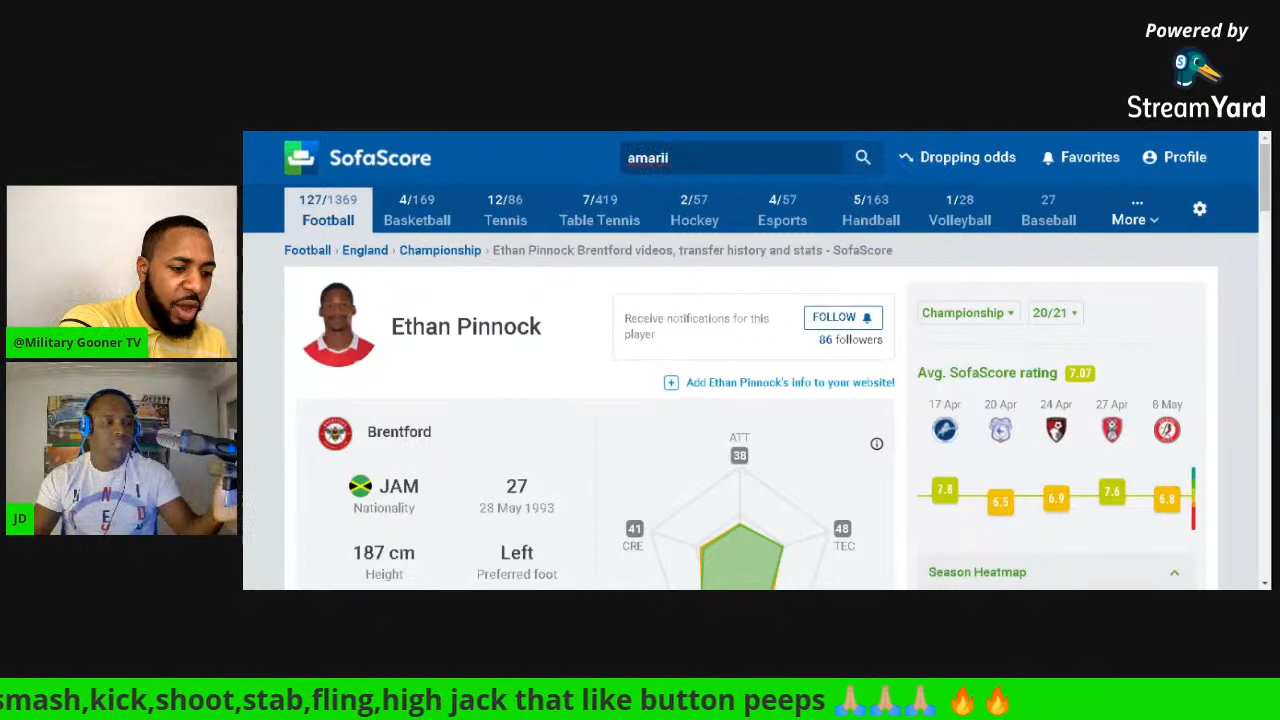 Powered by
StreamYard
SofaScore
amarii
Dropping odds
Favorites
Profile
127/1369
Football
4/169
Basketball
12/86
Tennis
7/419
Table Tennis
2/57
Hockey
4/57
Esports
5/163
Handball
1/28
Volleyball
27
Baseball
...
More
Football › England › Championship › Ethan Pinnock Brentford videos, transfer history and stats - SofaScore
Ethan Pinnock
Receive notifications for this
player
FOLLOW
86 followers
Add Ethan Pinnock's info to your website!
Brentford
JAM
Nationality
27
28 May 1993
187 cm
Height
Left
Preferred foot
ATT
38
41
CRE
48
TEC
Championship
20/21
Avg. SofaScore rating 7.07
17 Apr 20 Apr 24 Apr 27 Apr 8 May
7.8 6.5 6.9 7.6 6.8
Season Heatmap
@Military Gooner TV
JD
smash,kick,shoot,stab,fling,high jack that like button peeps 🙏🏽🙏🏽🙏🏽 🔥🔥